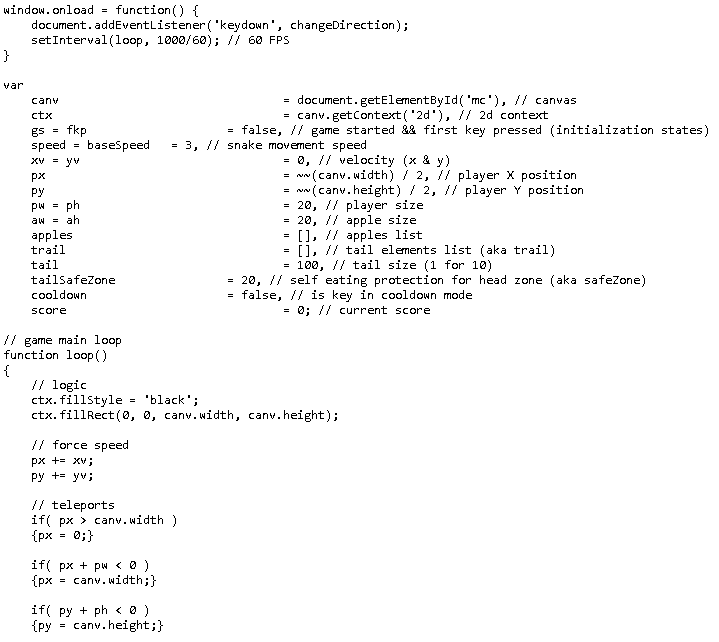 window.onload = function() {
    document.addEventListener('keydown', changeDirection);
    setInterval(loop, 1000/60); // 60 FPS
}
var
    canv                                = document.getElementById('mc'), // canvas
    ctx                                 = canv.getContext('2d'), // 2d context
    gs = fkp                    = false, // game started && first key pressed (initialization states)
    speed = baseSpeed   = 3, // snake movement speed
    xv = yv                             = 0, // velocity (x & y)
    px                                  = ~~(canv.width) / 2, // player X position
    py                                  = ~~(canv.height) / 2, // player Y position
    pw = ph                             = 20, // player size
    aw = ah                             = 20, // apple size
    apples                              = [], // apples list
    trail                               = [], // tail elements list (aka trail)
    tail                                = 100, // tail size (1 for 10)
    tailSafeZone                = 20, // self eating protection for head zone (aka safeZone)
    cooldown                    = false, // is key in cooldown mode
    score                               = 0; // current score
// game main loop
function loop()
{
    // logic
    ctx.fillStyle = 'black';
    ctx.fillRect(0, 0, canv.width, canv.height);
    // force speed
    px += xv;
    py += yv;
    // teleports
    if( px > canv.width )
    {px = 0;}
    if( px + pw < 0 )
    {px = canv.width;}
    if( py + ph < 0 )
    {py = canv.height;}